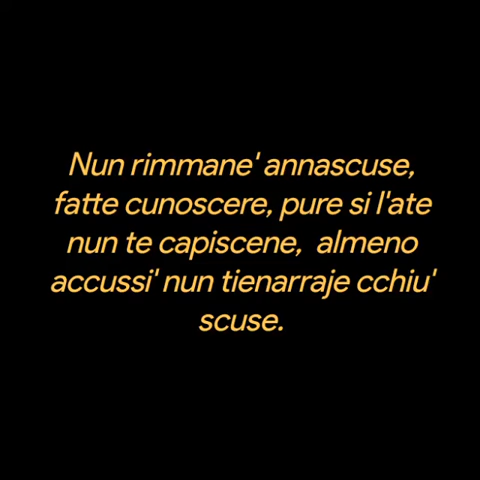 Nun rimmane' annascuse,
fatte cunoscere, pure si l'ate
nun te capiscene, almeno
accussi' nun tienarraje cchiu'
scuse.